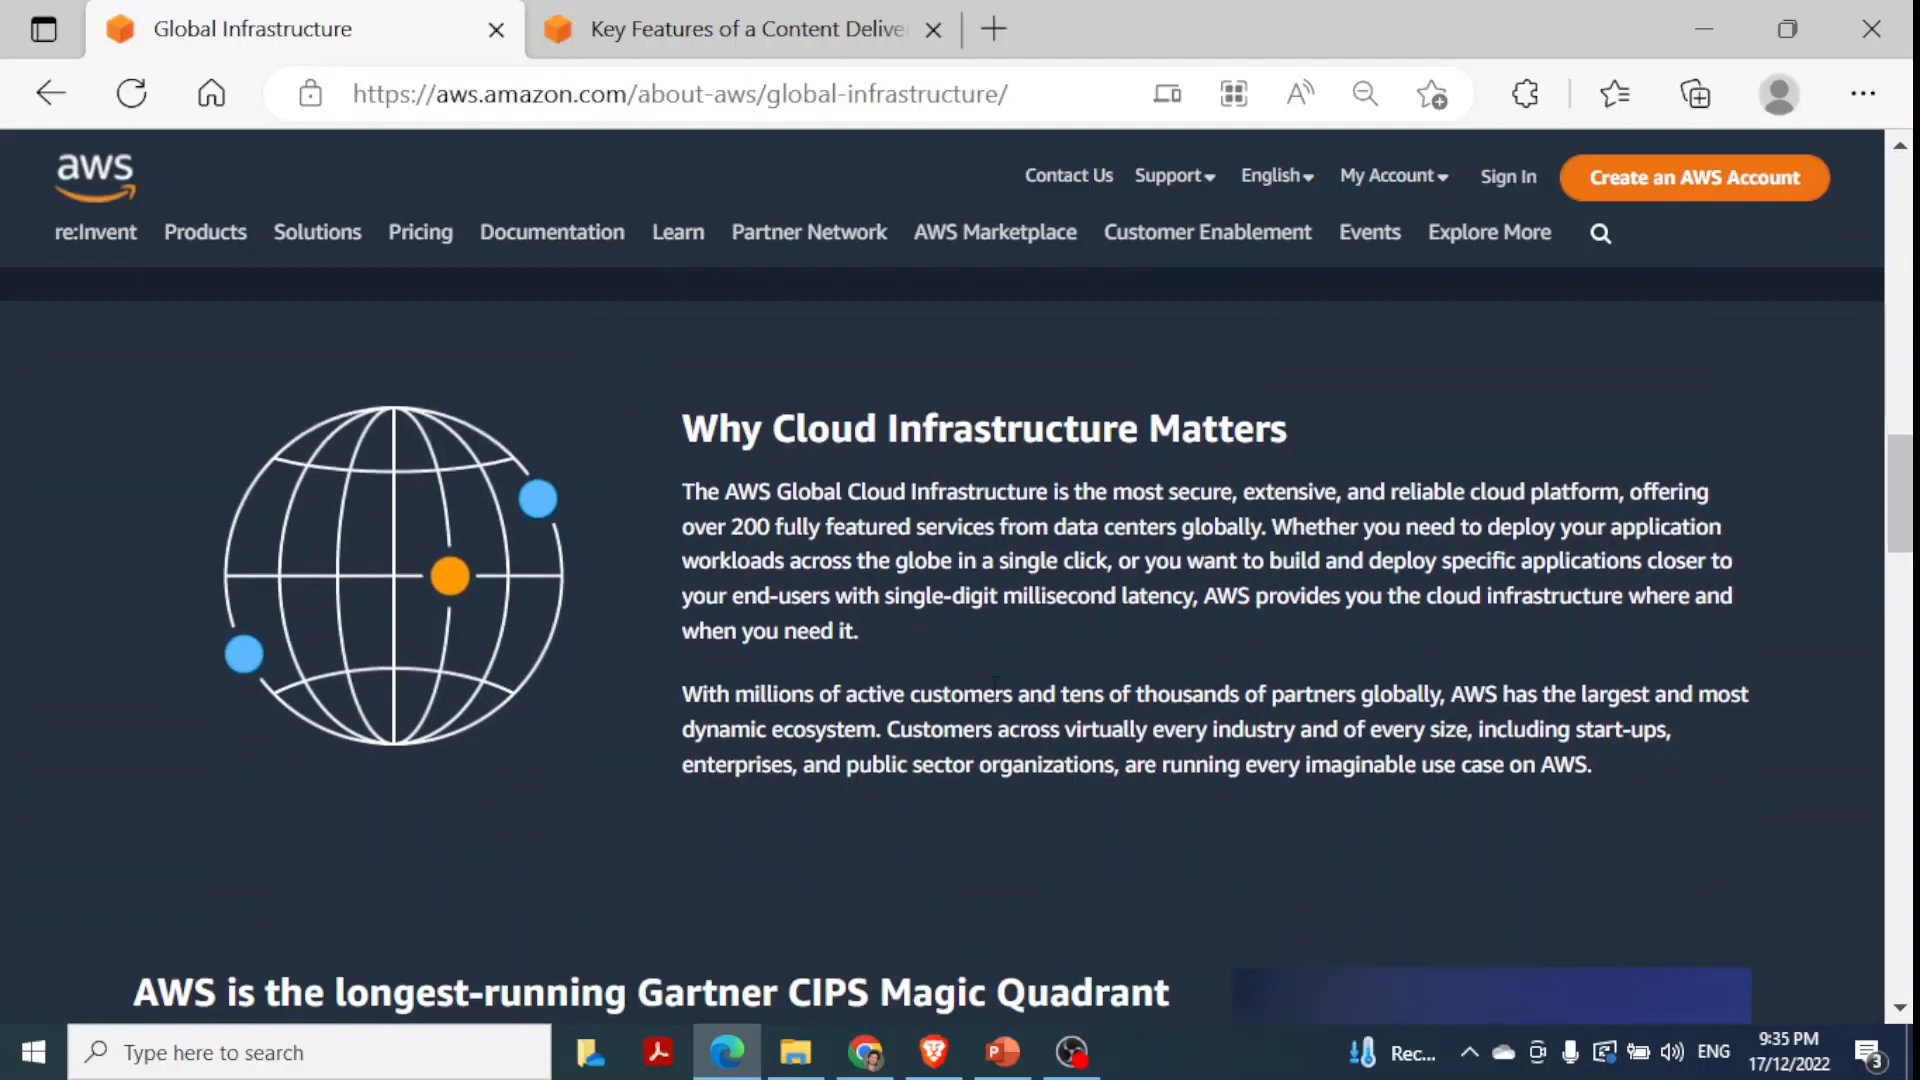 Global Infrastructure
Key Features of a Content Delive
https://aws.amazon.com/about-aws/global-infrastructure/
aws
Contact Us Support English My Account Sign In Create an AWS Account
re:Invent Products Solutions Pricing Documentation Learn Partner Network AWS Marketplace Customer Enablement Events Explore More
Why Cloud Infrastructure Matters
The AWS Global Cloud Infrastructure is the most secure, extensive, and reliable cloud platform, offering
over 200 fully featured services from data centers globally. Whether you need to deploy your application
workloads across the globe in a single click, or you want to build and deploy specific applications closer to
your end-users with single-digit millisecond latency, AWS provides you the cloud infrastructure where and
when you need it.
With millions of active customers and tens of thousands of partners globally, AWS has the largest and most
dynamic ecosystem. Customers across virtually every industry and of every size, including start-ups,
enterprises, and public sector organizations, are running every imaginable use case on AWS.
AWS is the longest-running Gartner CIPS Magic Quadrant
Type here to search
Rec...
ENG
9:35 PM
17/12/2022
3